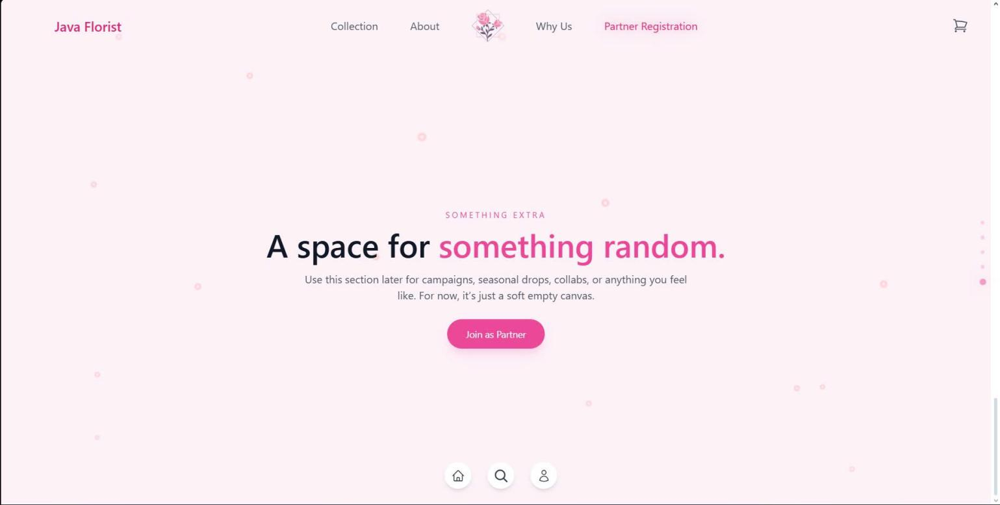 Java Florist
Collection
About
Why Us
Partner Registration
SOMETHING EXTRA
A space for something random.
Use this section later for campaigns, seasonal drops, collabs, or anything you feel
like. For now, it’s just a soft empty canvas.
Join as Partner